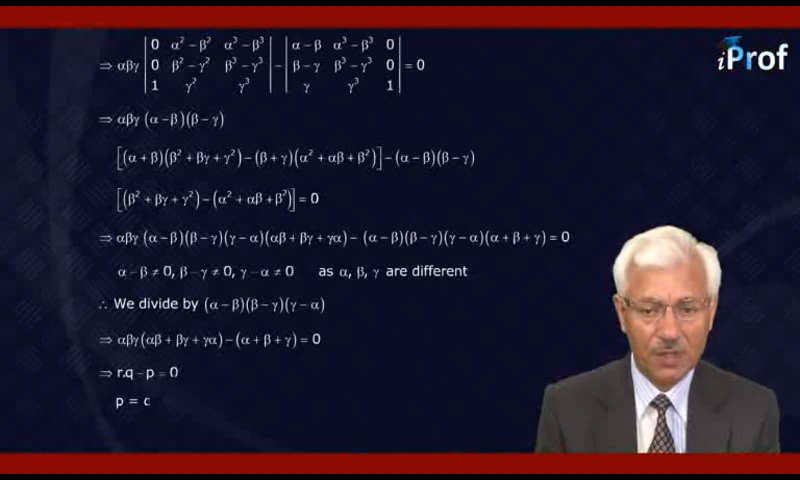 iProf
⇒ αβγ |0 α² − β² α³ − β³| − |α − β α³ − β³ 0| = 0
|0 β² − γ² β³ − γ³| |β − γ β³ − γ³ 0|
|1 γ² γ³| |γ γ³ 1|
⇒ αβγ (α − β)(β − γ)
[(α + β)(β² + βγ + γ²) − (β + γ)(α² + αβ + β²)] − (α − β)(β − γ)
[(β² + βγ + γ²) − (α² + αβ + β²)] = 0
⇒ αβγ (α − β)(β − γ)(γ − α)(αβ + βγ + γα) − (α − β)(β − γ)(γ − α)(α + β + γ) = 0
α − β ≠ 0, β − γ ≠ 0, γ − α ≠ 0 as α, β, γ are different
∴ We divide by (α − β)(β − γ)(γ − α)
⇒ αβγ(αβ + βγ + γα) − (α + β + γ) = 0
⇒ r.q − p = 0
p =